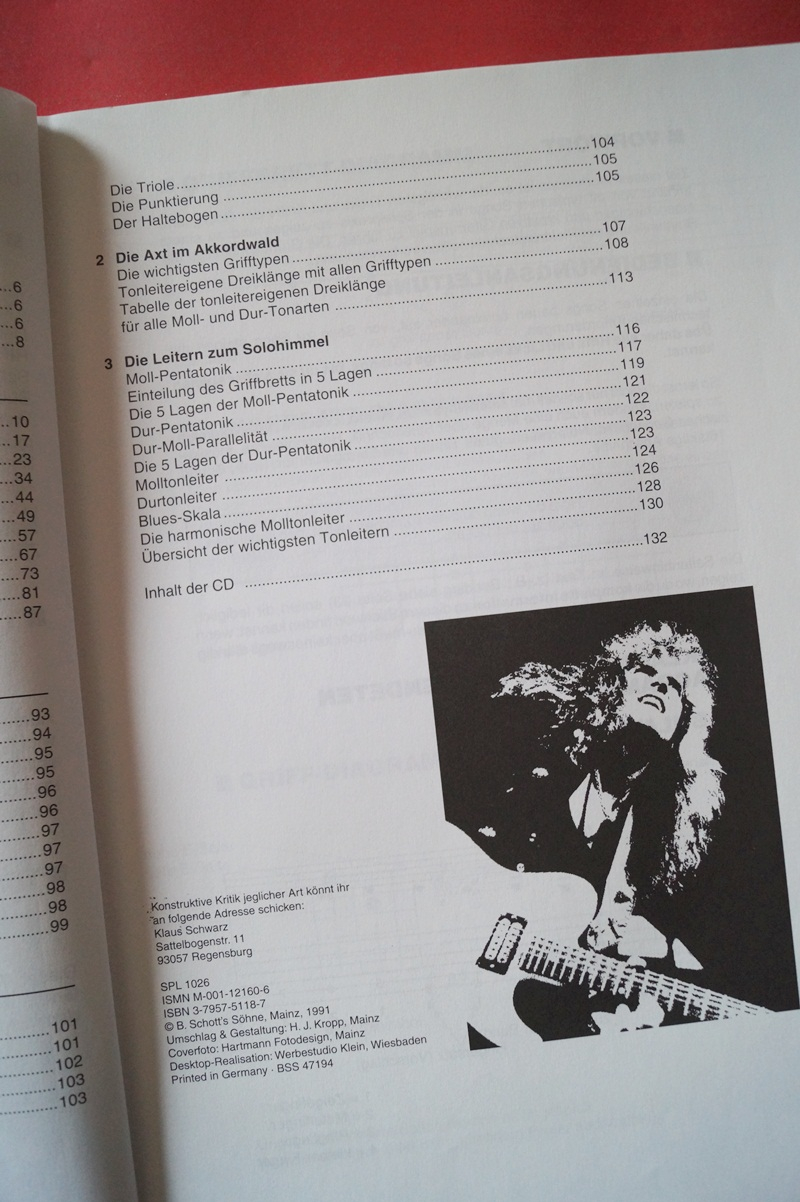 ...6
...6
...6
...8
...10
...17
...23
...34
...44
...49
...57
...67
...73
...81
...87
...93
...94
...95
...95
...96
...96
...97
...97
...97
...98
...98
...99
...101
...101
...102
...103
...103
Die Triole ... 104
Die Punktierung ... 105
Der Haltebogen ... 105
2 Die Axt im Akkordwald
Die wichtigsten Grifftypen ... 107
Tonleitereigene Dreiklänge mit allen Grifftypen ... 108
Tabelle der tonleitereigenen Dreiklänge
für alle Moll- und Dur-Tonarten ... 113
3 Die Leitern zum Solohimmel
Moll-Pentatonik ... 116
Einteilung des Griffbretts in 5 Lagen ... 117
Die 5 Lagen der Moll-Pentatonik ... 119
Dur-Pentatonik ... 121
Dur-Moll-Parallelität ... 122
Die 5 Lagen der Dur-Pentatonik ... 123
Molltonleiter ... 123
Durtonleiter ... 124
Blues-Skala ... 126
Die harmonische Molltonleiter ... 128
Übersicht der wichtigsten Tonleitern ... 130
Inhalt der CD ... 132
Konstruktive Kritik jeglicher Art könnt ihr
an folgende Adresse schicken:
Klaus Schwarz
Sattelbogenstr. 11
93057 Regensburg
SPL 1026
ISMN M-001-12160-6
ISBN 3-7957-5118-7
© B. Schott's Söhne, Mainz, 1991
Umschlag & Gestaltung: H. J. Kropp, Mainz
Coverfoto: Hartmann Fotodesign, Mainz
Desktop-Realisation: Werbestudio Klein, Wiesbaden
Printed in Germany · BSS 47194